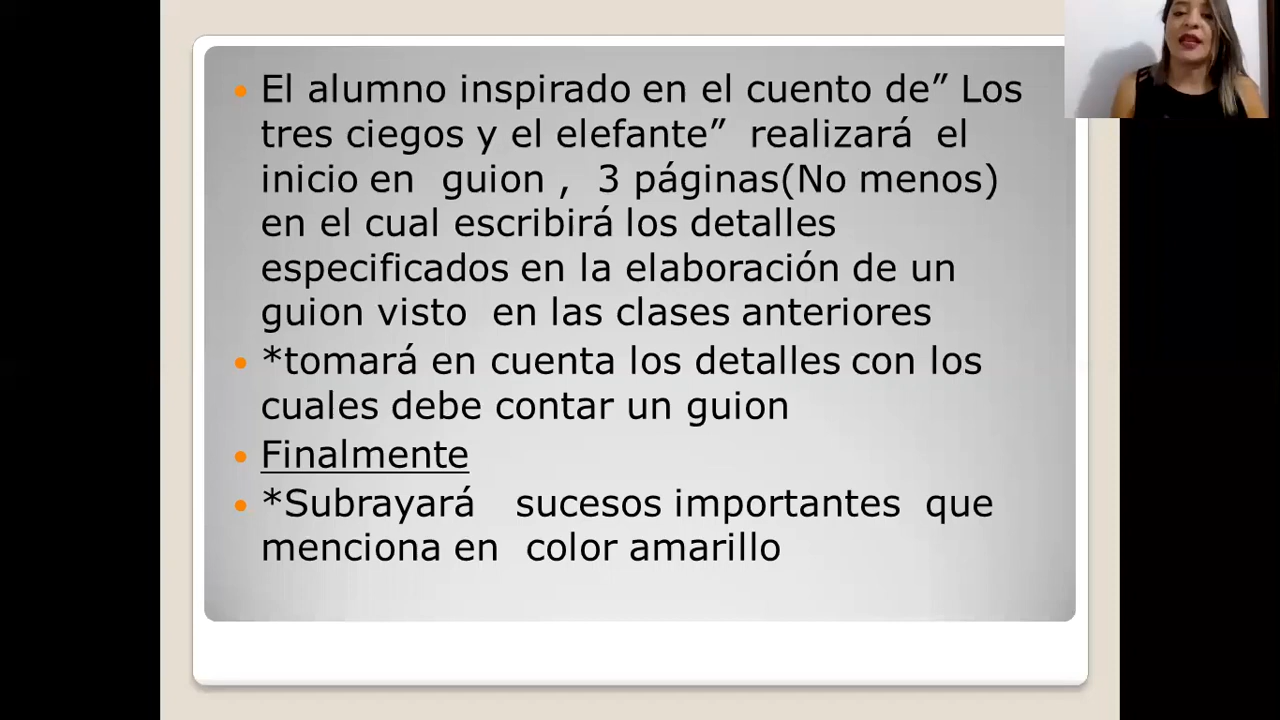 El alumno inspirado en el cuento de” Los
tres ciegos y el elefante” realizará el
inicio en guion , 3 páginas(No menos)
en el cual escribirá los detalles
especificados en la elaboración de un
guion visto en las clases anteriores
*tomará en cuenta los detalles con los
cuales debe contar un guion
Finalmente
*Subrayará sucesos importantes que
menciona en color amarillo